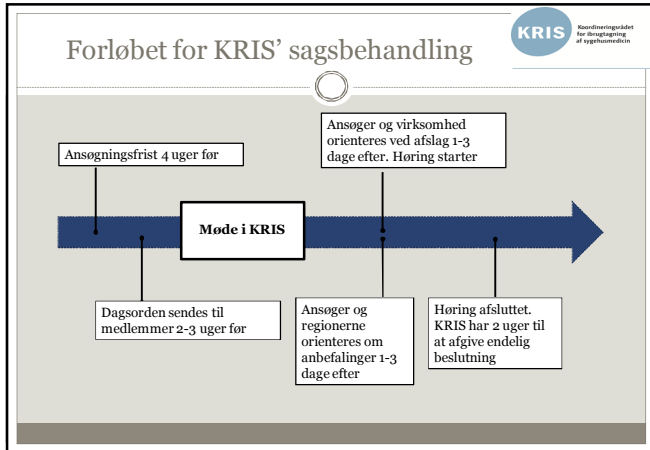 Forløbet for KRIS’ sagsbehandling
KRIS
Koordineringsrådet
for ibrugtagning
af sygehusmedicin
Ansøgningsfrist 4 uger før
Ansøger og virksomhed
orienteres ved afslag 1-3
dage efter. Høring starter
Møde i KRIS
Dagsorden sendes til
medlemmer 2-3 uger før
Ansøger og
regionerne
orienteres om
anbefalinger 1-3
dage efter
Høring afsluttet.
KRIS har 2 uger til
at afgive endelig
beslutning